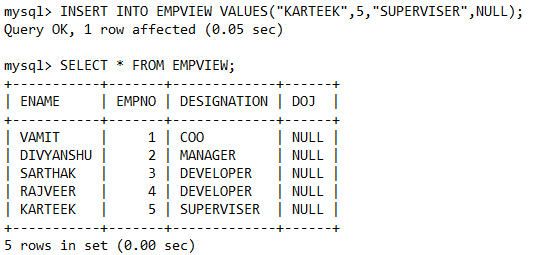 mysql> INSERT INTO EMPVIEW VALUES("KARTEEK",5,"SUPERVISER",NULL);
Query OK, 1 row affected (0.05 sec)

mysql> SELECT * FROM EMPVIEW;
+-----------+-------+-------------+------+
| ENAME     | EMPNO | DESIGNATION | DOJ  |
+-----------+-------+-------------+------+
| VAMIT     |     1 | COO         | NULL |
| DIVYANSHU |     2 | MANAGER     | NULL |
| SARTHAK   |     3 | DEVELOPER   | NULL |
| RAJVEER   |     4 | DEVELOPER   | NULL |
| KARTEEK   |     5 | SUPERVISER  | NULL |
+-----------+-------+-------------+------+
5 rows in set (0.00 sec)